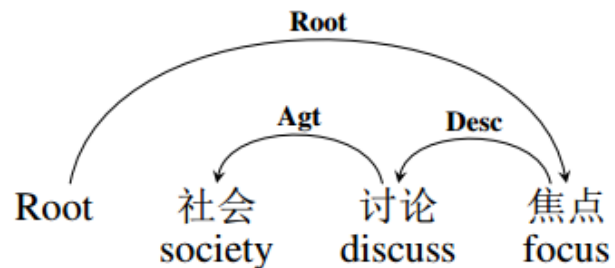 Root
Agt Desc
Root 社会 讨论 焦点
society discuss focus